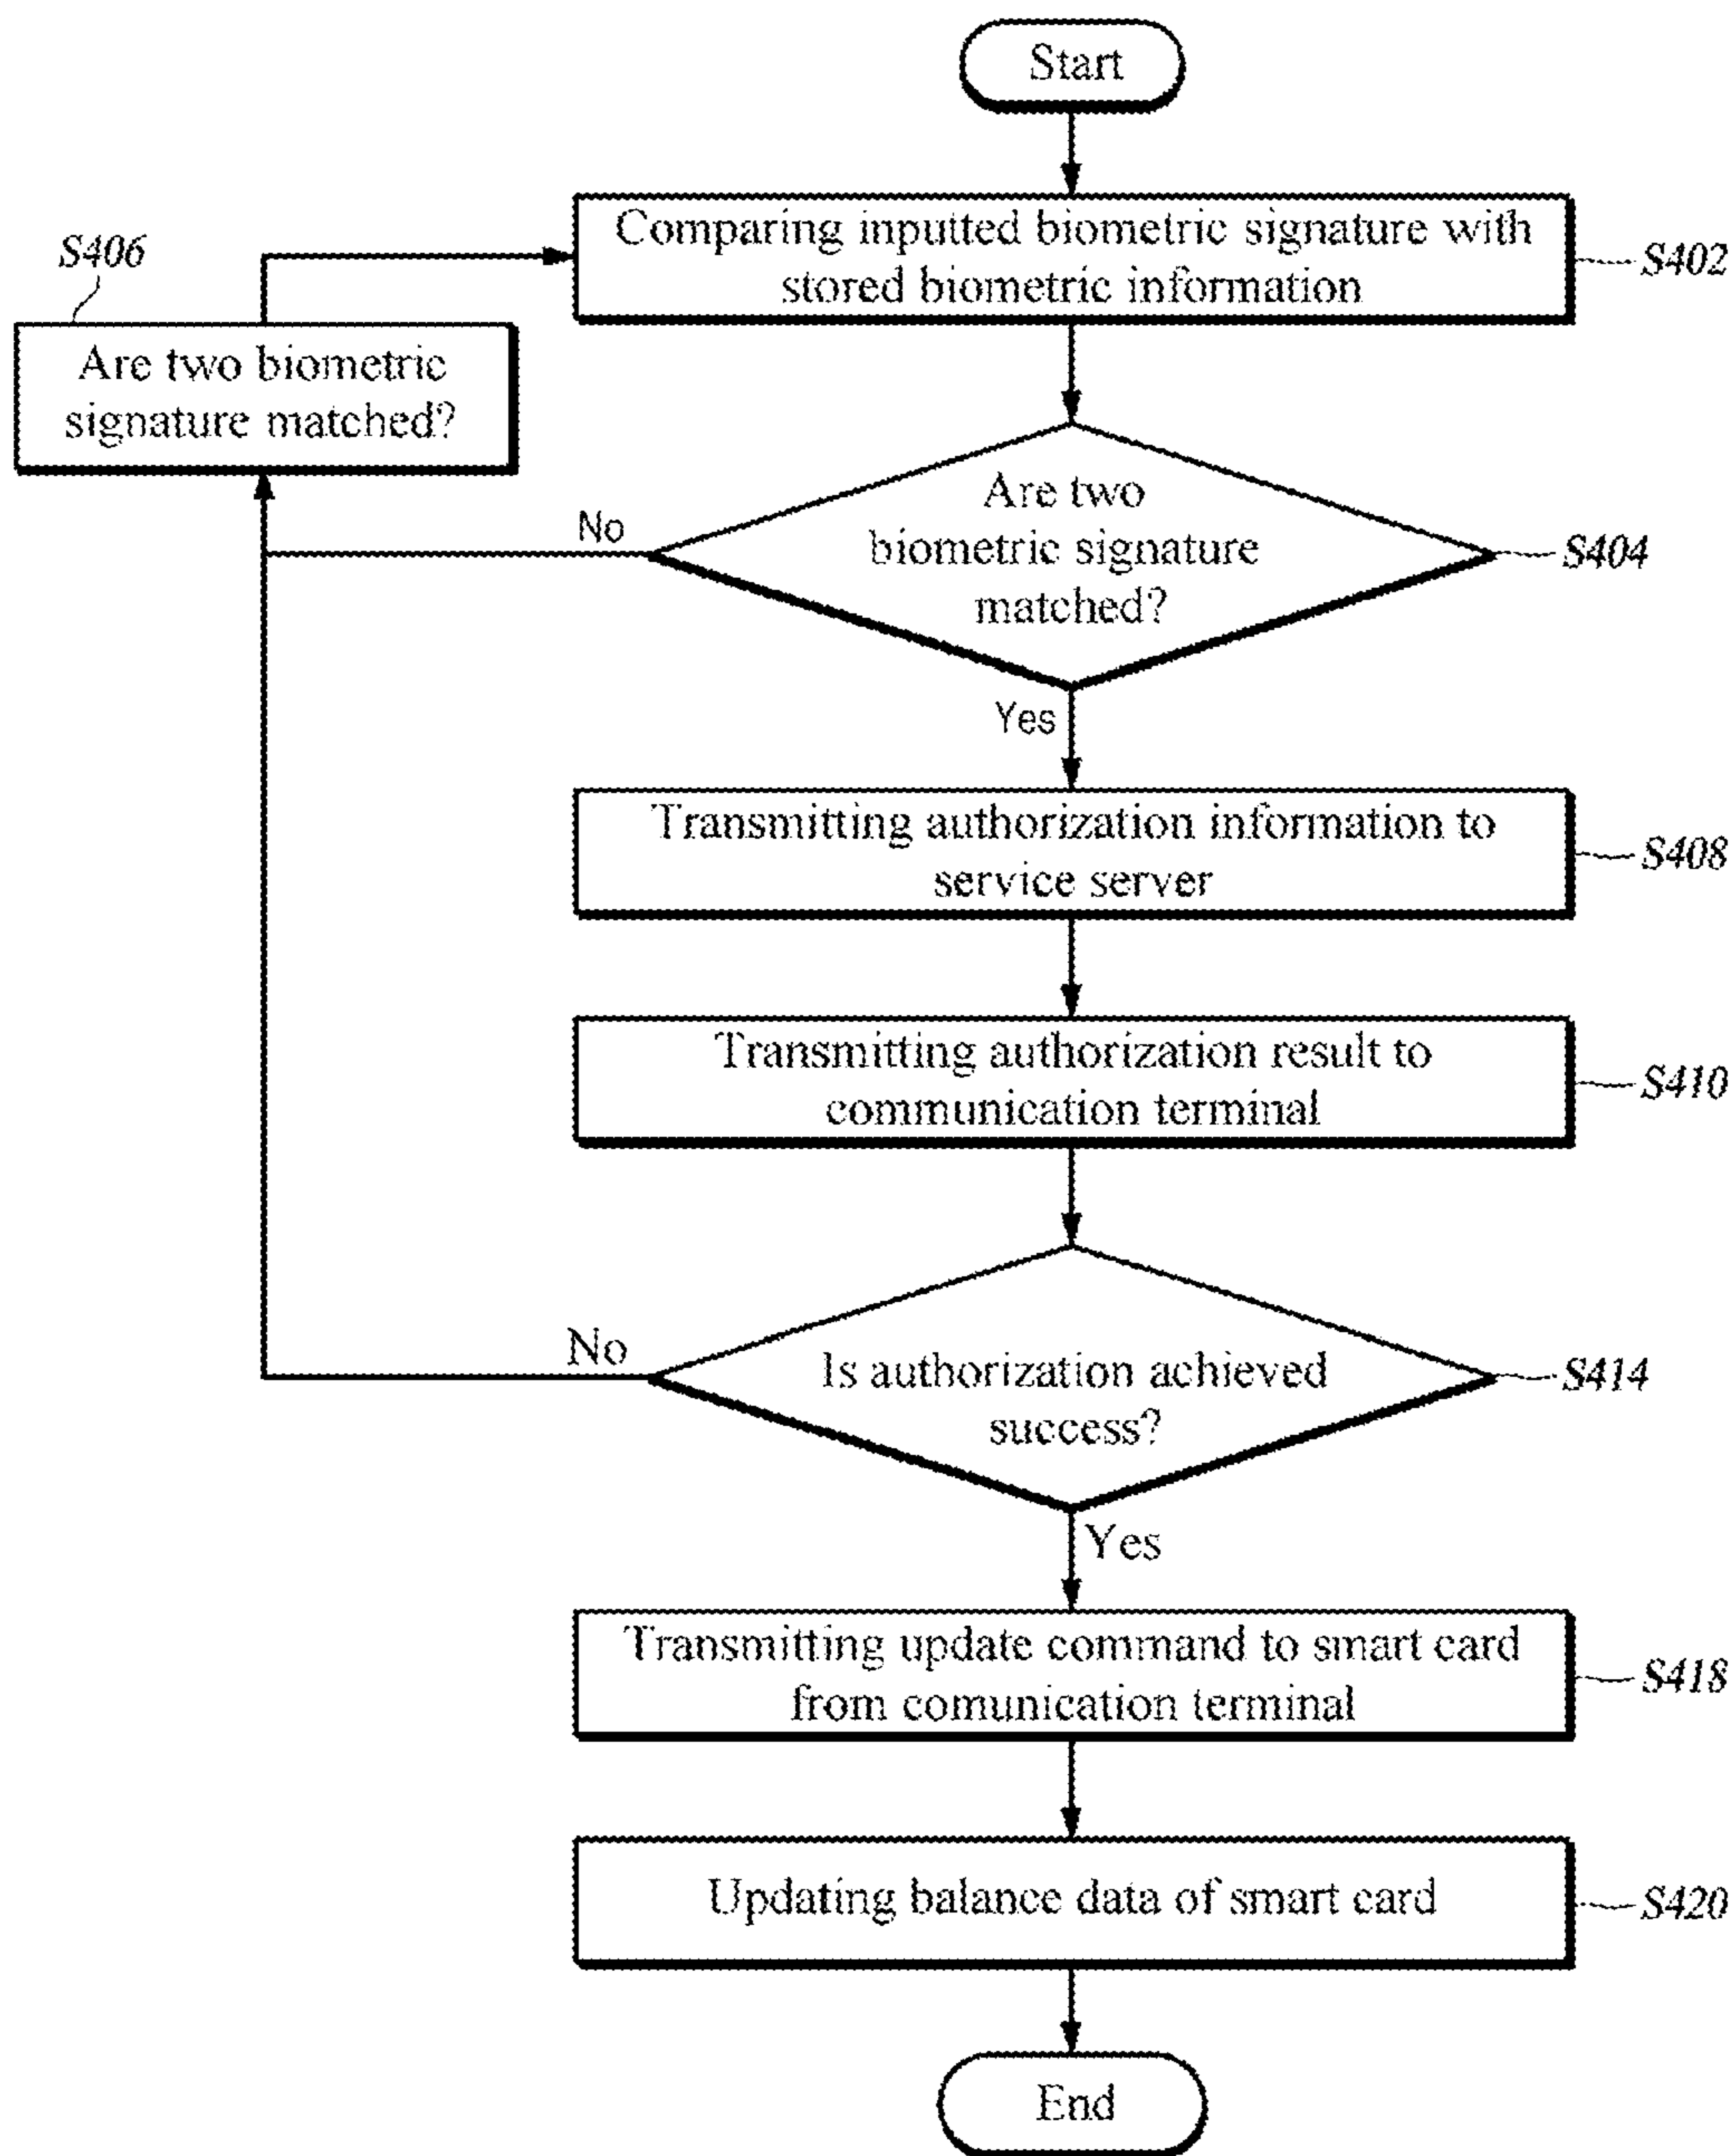 Start
Comparing inputted biometric signature with
stored biometric information
S402
S406
Are two biometric
signature matched?
Are two
biometric signature
matched?
S404
No
Yes
Transmitting authorization information to
service server
S408
Transmitting authorization result to
communication terminal
S410
Is authorization achieved
success?
S414
No
Yes
Transmitting update command to smart card
from comunication terminal
S418
Updating balance data of smart card
S420
End